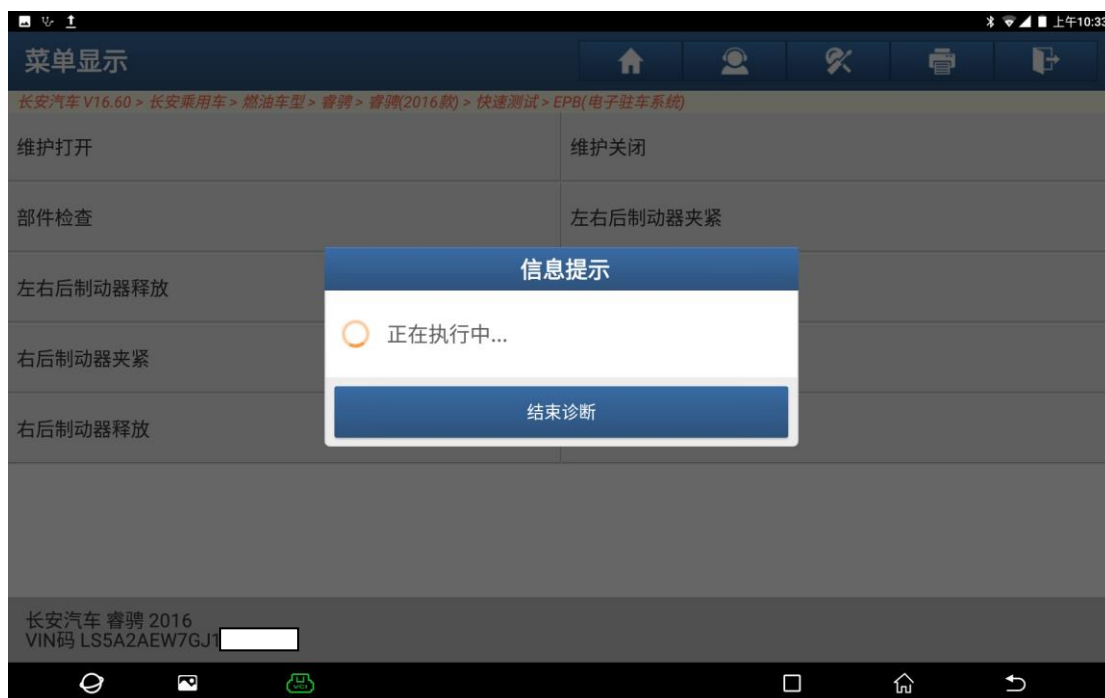 上午10:33
菜单显示
长安汽车 V16.60 > 长安乘用车 > 燃油车型 > 睿骋 > 睿骋(2016款) > 快速测试 > EPB(电子驻车系统)
维护打开
维护关闭
部件检查
左右后制动器夹紧
左右后制动器释放
信息提示
正在执行中...
右后制动器夹紧
结束诊断
右后制动器释放
长安汽车 睿骋 2016
VIN码 LS5A2AEW7GJ1
VCI